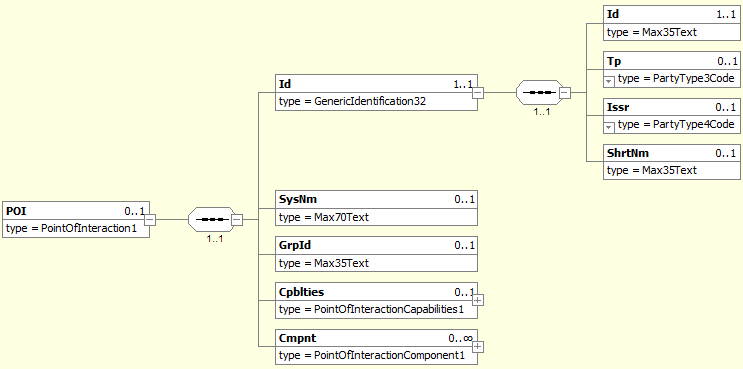 Id 1..1
type = Max35Text
Tp 0..1
type = PartyType3Code
Id 1..1
type = GenericIdentification32
1..1
Issr 0..1
type = PartyType4Code
ShrtNm 0..1
type = Max35Text
POI 0..1
type = PointOfInteraction1
1..1
SysNm 0..1
type = Max70Text
GrpId 0..1
type = Max35Text
Cpblties 0..1
type = PointOfInteractionCapabilities1
Cmpnt 0..∞
type = PointOfInteractionComponent1